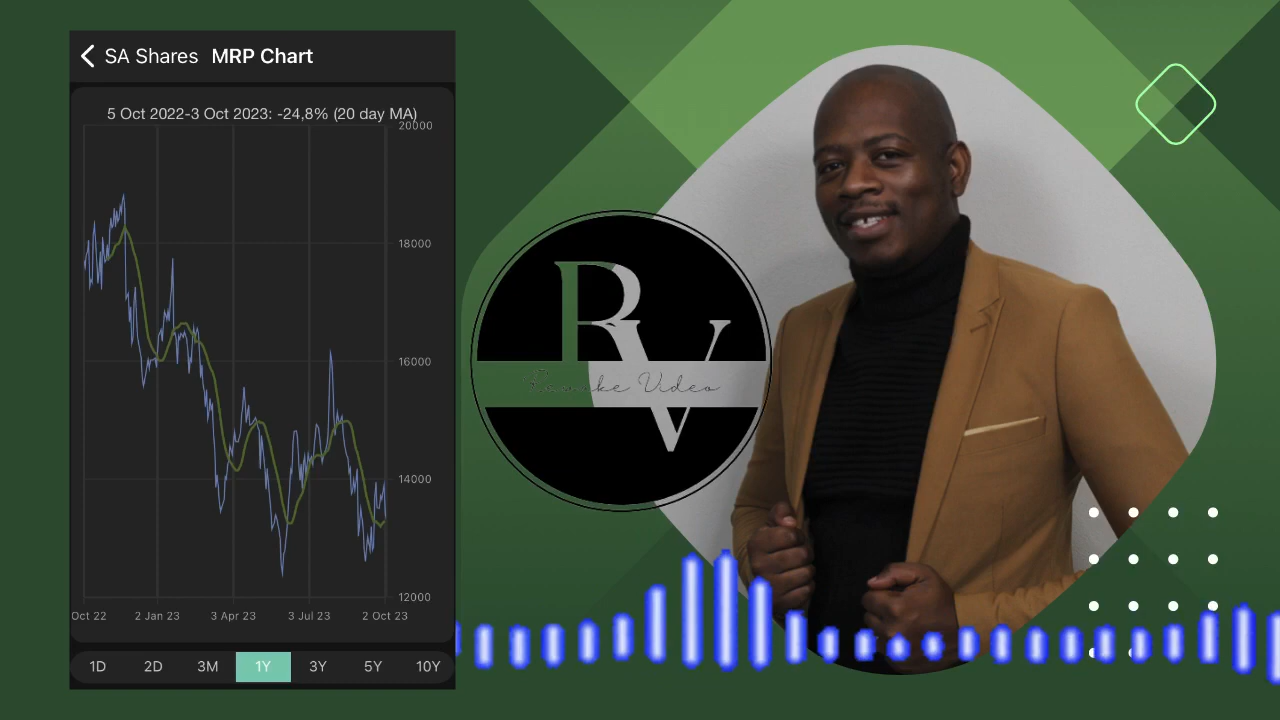 SA Shares MRP Chart
5 Oct 2022-3 Oct 2023: -24,8% (20 day MA)
20000
18000
16000
14000
12000
Oct 22 2 Jan 23 3 Apr 23 3 Jul 23 2 Oct 23
1D 2D 3M 1Y 3Y 5Y 10Y
RV
Video